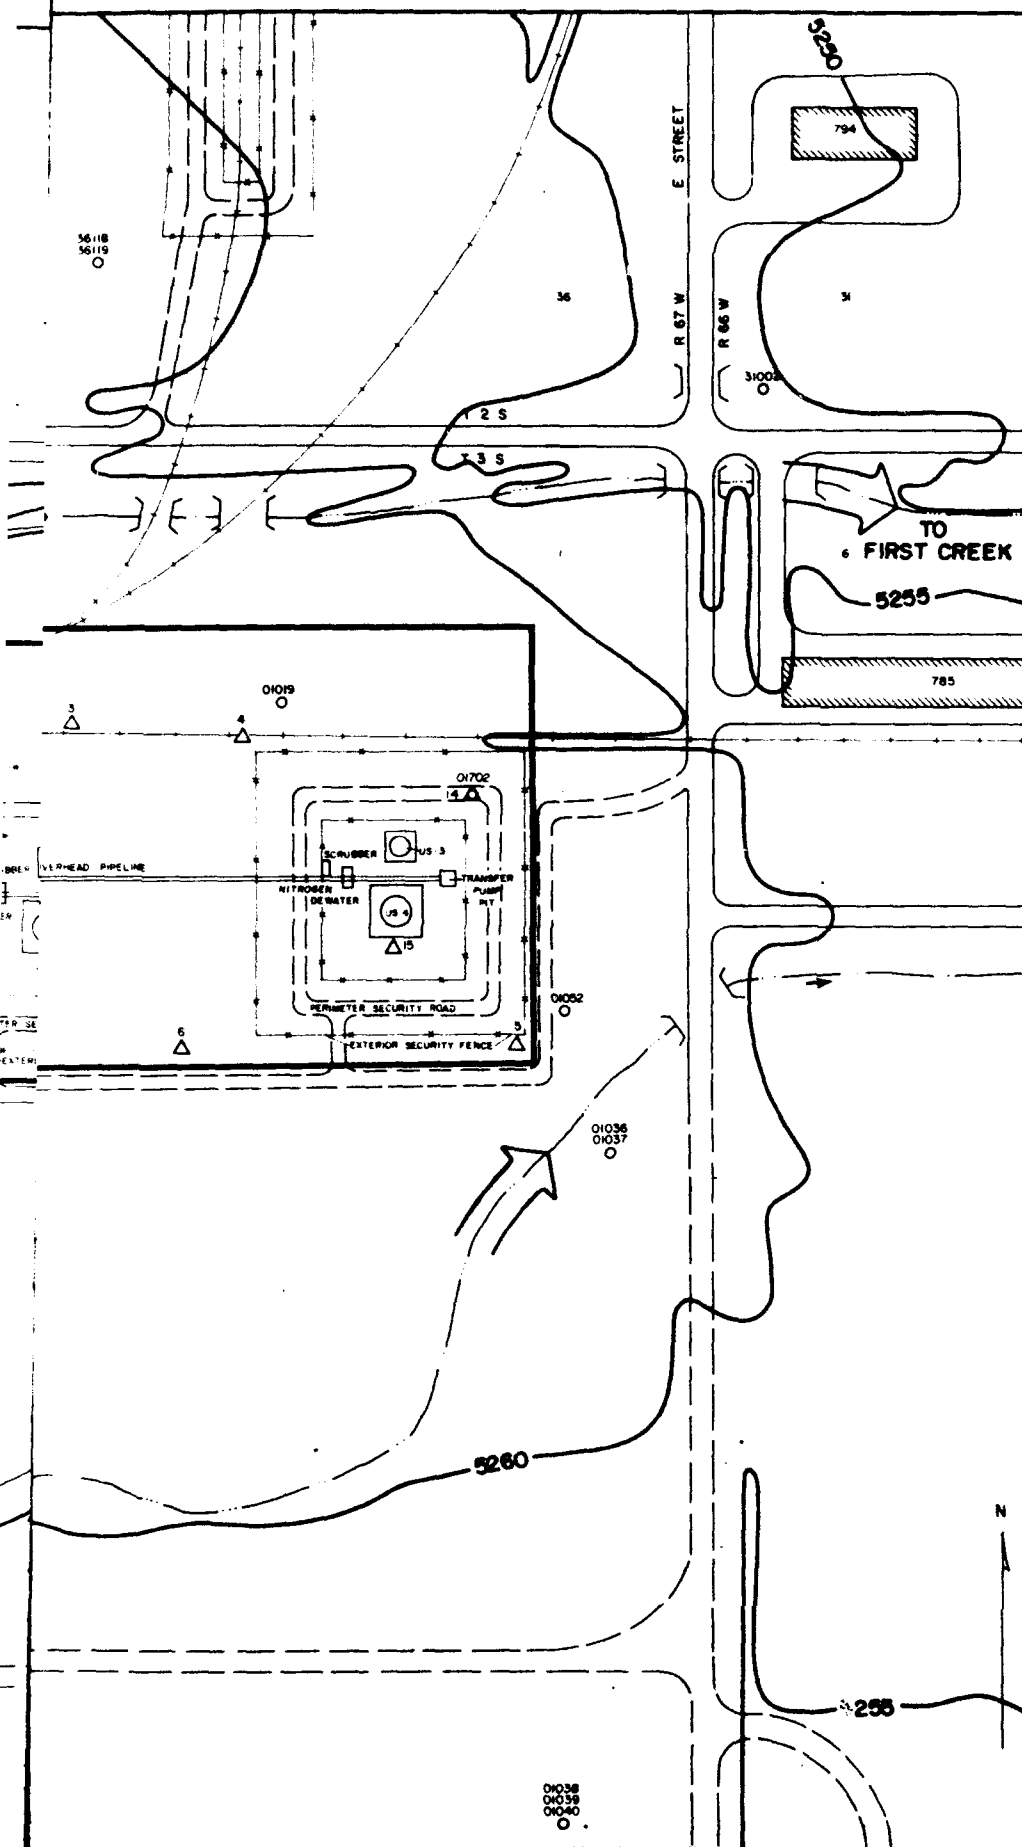 5250
794
E STREET
36118
36119
36
31
R 67 W
R 66 W
2 S
3 S
TO
6 FIRST CREEK
5255
785
01019
3
4
01702
14
SCRUBBER
US-3
OVERHEAD PIPELINE
NITROGEN
DEWATER
TRANSFER
PUMP
PIT
US 4
15
01052
PERIMETER SECURITY ROAD
EXTERIOR SECURITY FENCE
6
5
01036
01037
5260
N
01038
01039
01040